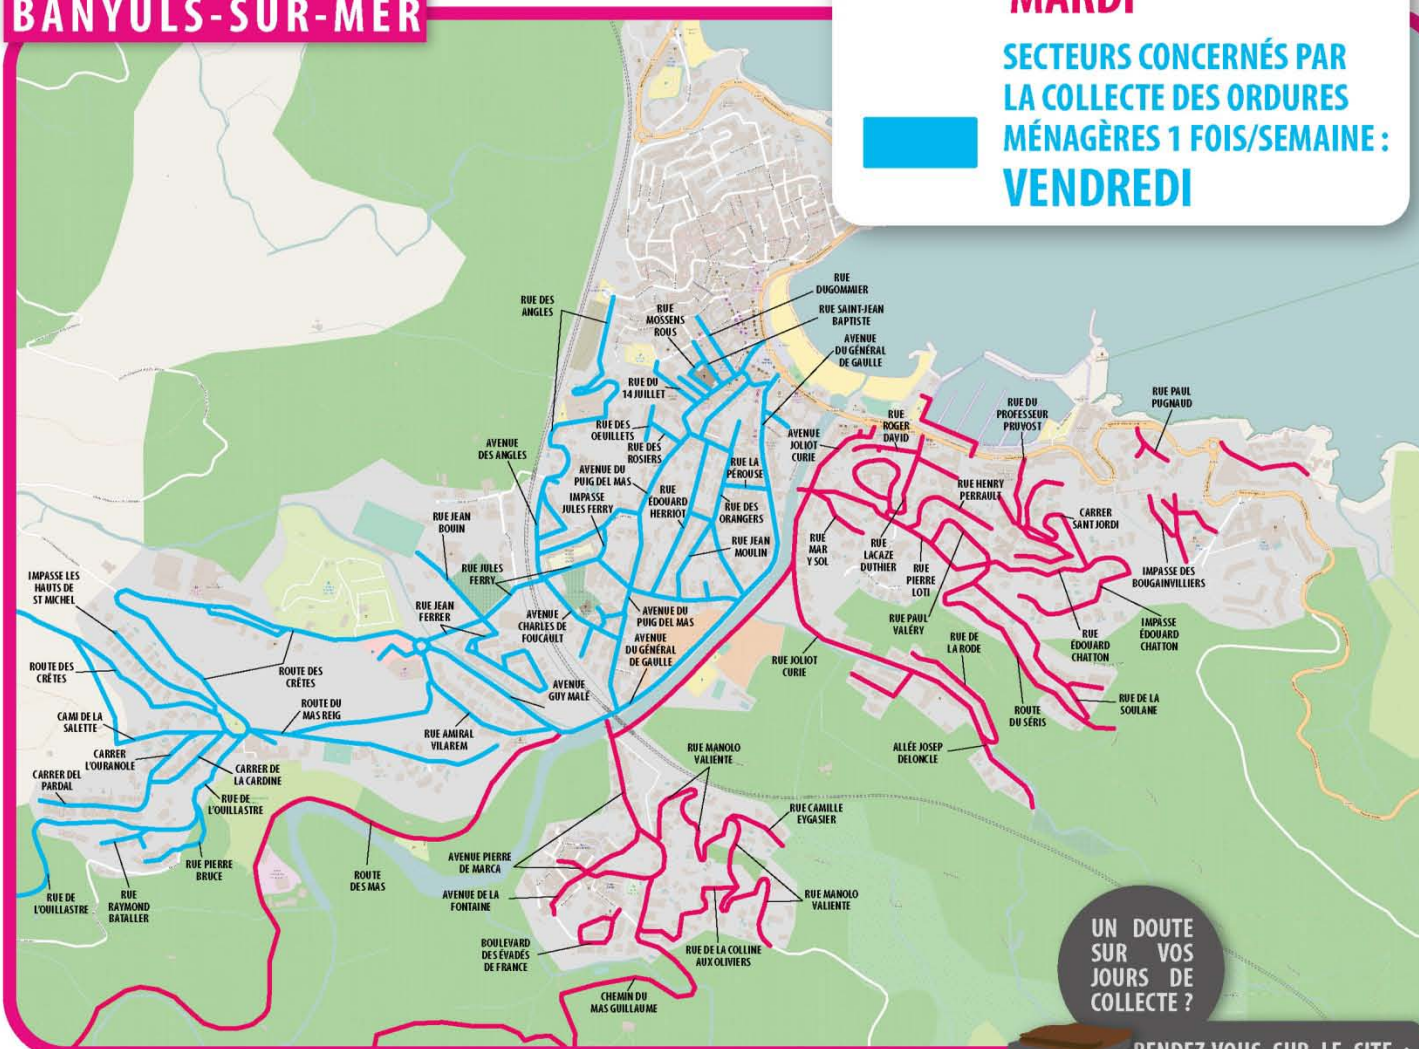 BANYULS-SUR-MER
MARDI
SECTEURS CONCERNÉS PAR
LA COLLECTE DES ORDURES
MÉNAGÈRES 1 FOIS/SEMAINE :
VENDREDI
RUE DES
ANGLES
RUE
MOSSENS
ROUS
RUE
DUGOMMIER
RUE SAINT-JEAN
BAPTISTE
AVENUE
DU GÉNÉRAL
DE GAULLE
RUE DU
14 JUILLET
RUE DES
OEUILLETS
RUE DES
ROSIERS
AVENUE
DES ANGLES
AVENUE DU
PUIG DEL MAS
IMPASSE
JULES FERRY
RUE
ÉDOUARD
HERRIOT
RUE LA
PÉROUSE
RUE DES
ORANGERS
RUE JEAN
MOULIN
AVENUE
JOLIOT
CURIE
RUE
ROGER
DAVID
RUE DU
PROFESSEUR
PRUVOST
RUE PAUL
PUGNAUD
RUE HENRY
PERRAULT
CARRER
SANT JORDI
RUE
MAR
Y SOL
RUE
LACAZE
DUTHIER
RUE
PIERRE
LOTI
IMPASSE DES
BOUGAINVILLIERS
RUE PAUL
VALÉRY
RUE DE
LA RODE
RUE
ÉDOUARD
CHATTON
IMPASSE
ÉDOUARD
CHATTON
RUE JOLIOT
CURIE
ROUTE
DU SÉRIS
RUE DE LA
SOULANE
ALLÉE JOSEP
DELONCLE
RUE JEAN
BOUIN
RUE JULES
FERRY
RUE JEAN
FERRER
AVENUE
CHARLES DE
FOUCAULT
AVENUE DU
PUIG DEL MAS
AVENUE
DU GÉNÉRAL
DE GAULLE
AVENUE
GUY MALÉ
RUE AMIRAL
VILAREM
IMPASSE LES
HAUTS DE
ST MICHEL
ROUTE DES
CRÊTES
ROUTE DES
CRÊTES
ROUTE DU
MAS REIG
CAMI DE LA
SALETTE
CARRER
L'OURANOLE
CARRER DEL
PARDAL
CARRER DE
LA CARDINE
RUE DE
L'OUILLASTRE
RUE PIERRE
BRUCE
RUE DE
L'OUILLASTRE
RUE
RAYMOND
BATALLER
ROUTE
DES MAS
RUE MANOLO
VALIENTE
RUE CAMILLE
EYGASIER
AVENUE PIERRE
DE MARCA
AVENUE DE LA
FONTAINE
RUE MANOLO
VALIENTE
BOULEVARD
DES ÉVADÉS
DE FRANCE
RUE DE LA COLLINE
AUX OLIVIERS
CHEMIN DU
MAS GUILLAUME
UN DOUTE
SUR VOS
JOURS DE
COLLECTE ?
RENDEZ-VOUS SUR LE SITE :